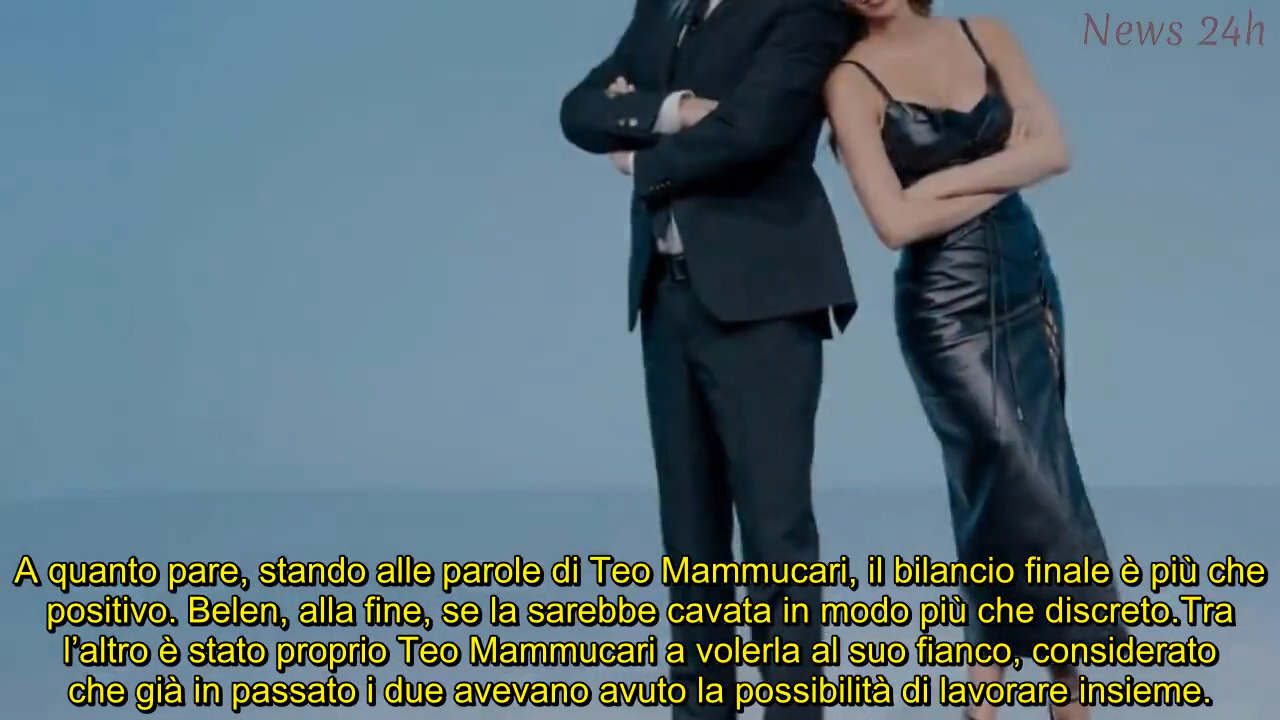 News 24h
A quanto pare, stando alle parole di Teo Mammucari, il bilancio finale è più che
positivo. Belen, alla fine, se la sarebbe cavata in modo più che discreto.Tra
l’altro è stato proprio Teo Mammucari a volerla al suo fianco, considerato
che già in passato i due avevano avuto la possibilità di lavorare insieme.